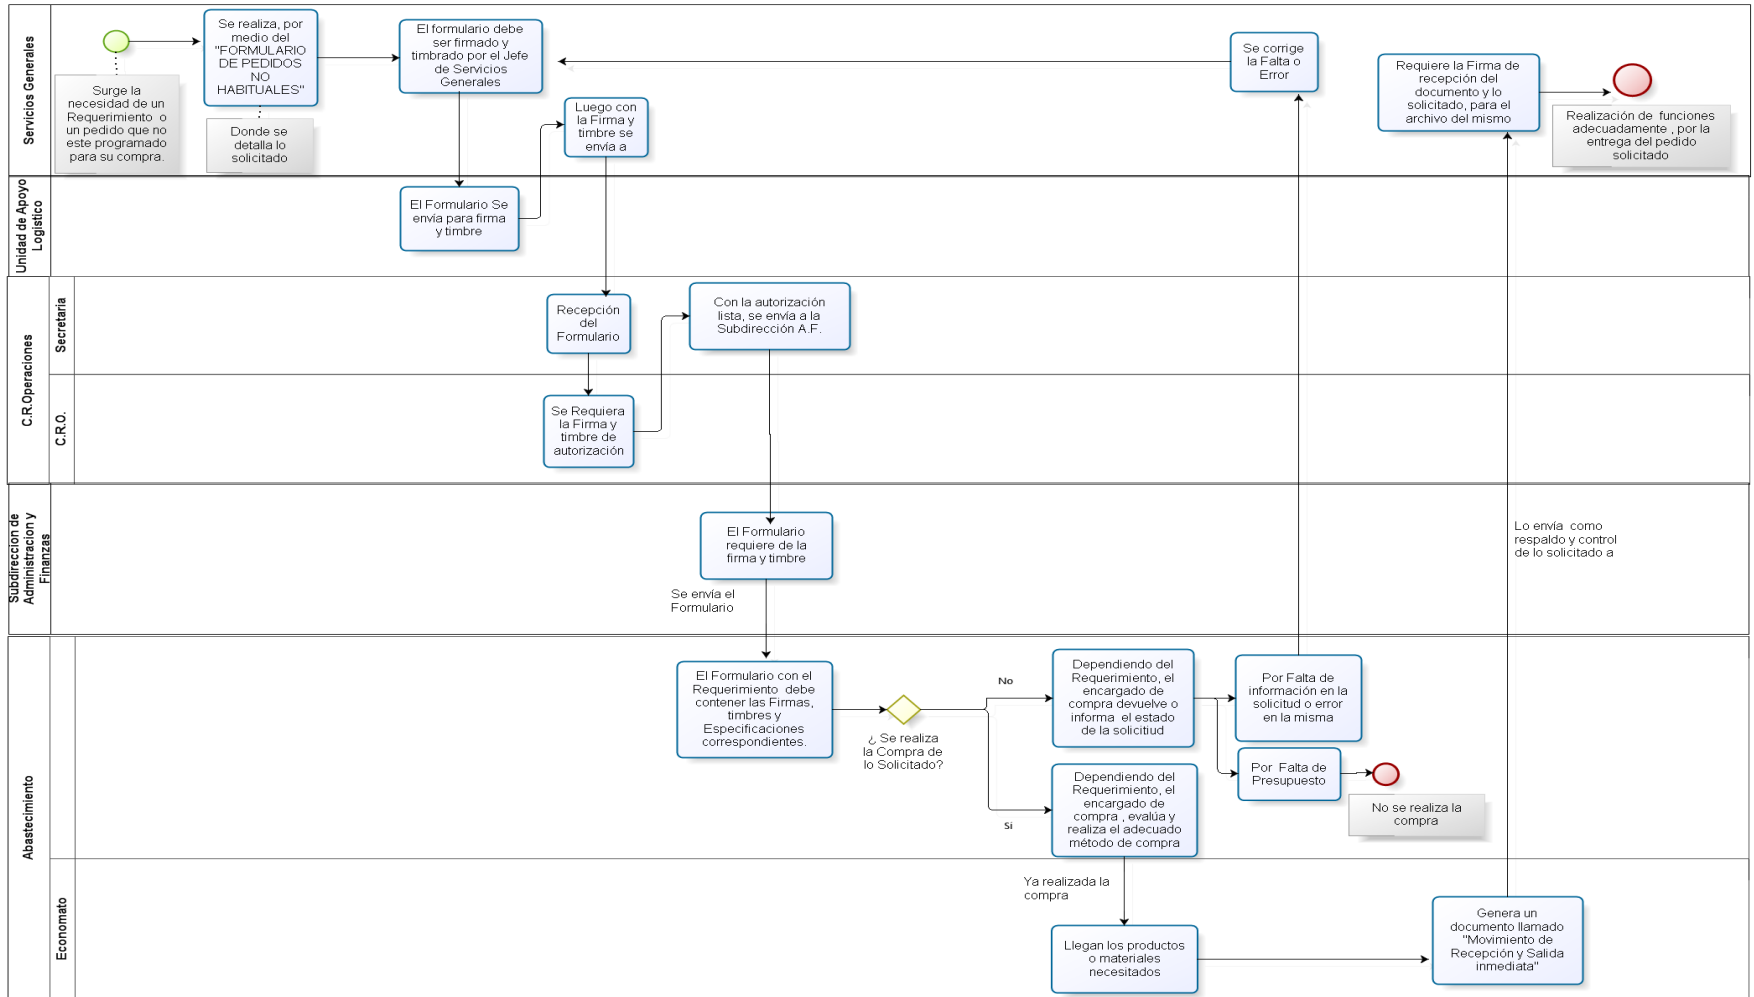 Servicios Generales
Surge la
necesidad de un
Requerimiento o
un pedido que no
este programado
para su compra.
Se realiza, por
medio del
"FORMULARIO
DE PEDIDOS
NO
HABITUALES"
Donde se
detalla lo
solicitado
El formulario debe
ser firmado y
timbrado por el Jefe
de Servicios
Generales
Luego con
la Firma y
timbre se
envía a
Se corrige
la Falta o
Error
Requiere la Firma de
recepción del
documento y lo
solicitado, para el
archivo del mismo
Realización de funciones
adecuadamente , por la
entrega del pedido
solicitado
Unidad de Apoyo
Logistico
El Formulario Se
envía para firma
y timbre
C.R.Operaciones
Secretaria
Recepción
del
Formulario
Con la autorización
lista, se envía a la
Subdirección A.F.
C.R.O.
Se Requiera
la Firma y
timbre de
autorización
Subdireccion de
Administracion y
Finanzas
El Formulario
requiere de la
firma y timbre
Se envía el
Formulario
Lo envía como
respaldo y control
de lo solicitado a
Abastecimiento
El Formulario con el
Requerimiento debe
contener las Firmas,
timbres y
Especificaciones
correspondientes.
¿ Se realiza
la Compra de
lo Solicitado?
No
Si
Dependiendo del
Requerimiento, el
encargado de
compra devuelve o
informa el estado
de la solicitiud
Por Falta de
información en la
solicitud o error
en la misma
Por Falta de
Presupuesto
No se realiza la
compra
Dependiendo del
Requerimiento, el
encargado de
compra , evalúa y
realiza el adecuado
método de compra
Ya realizada la
compra
Economato
Llegan los productos
o materiales
necesitados
Genera un
documento llamado
"Movimiento de
Recepción y Salida
inmediata"